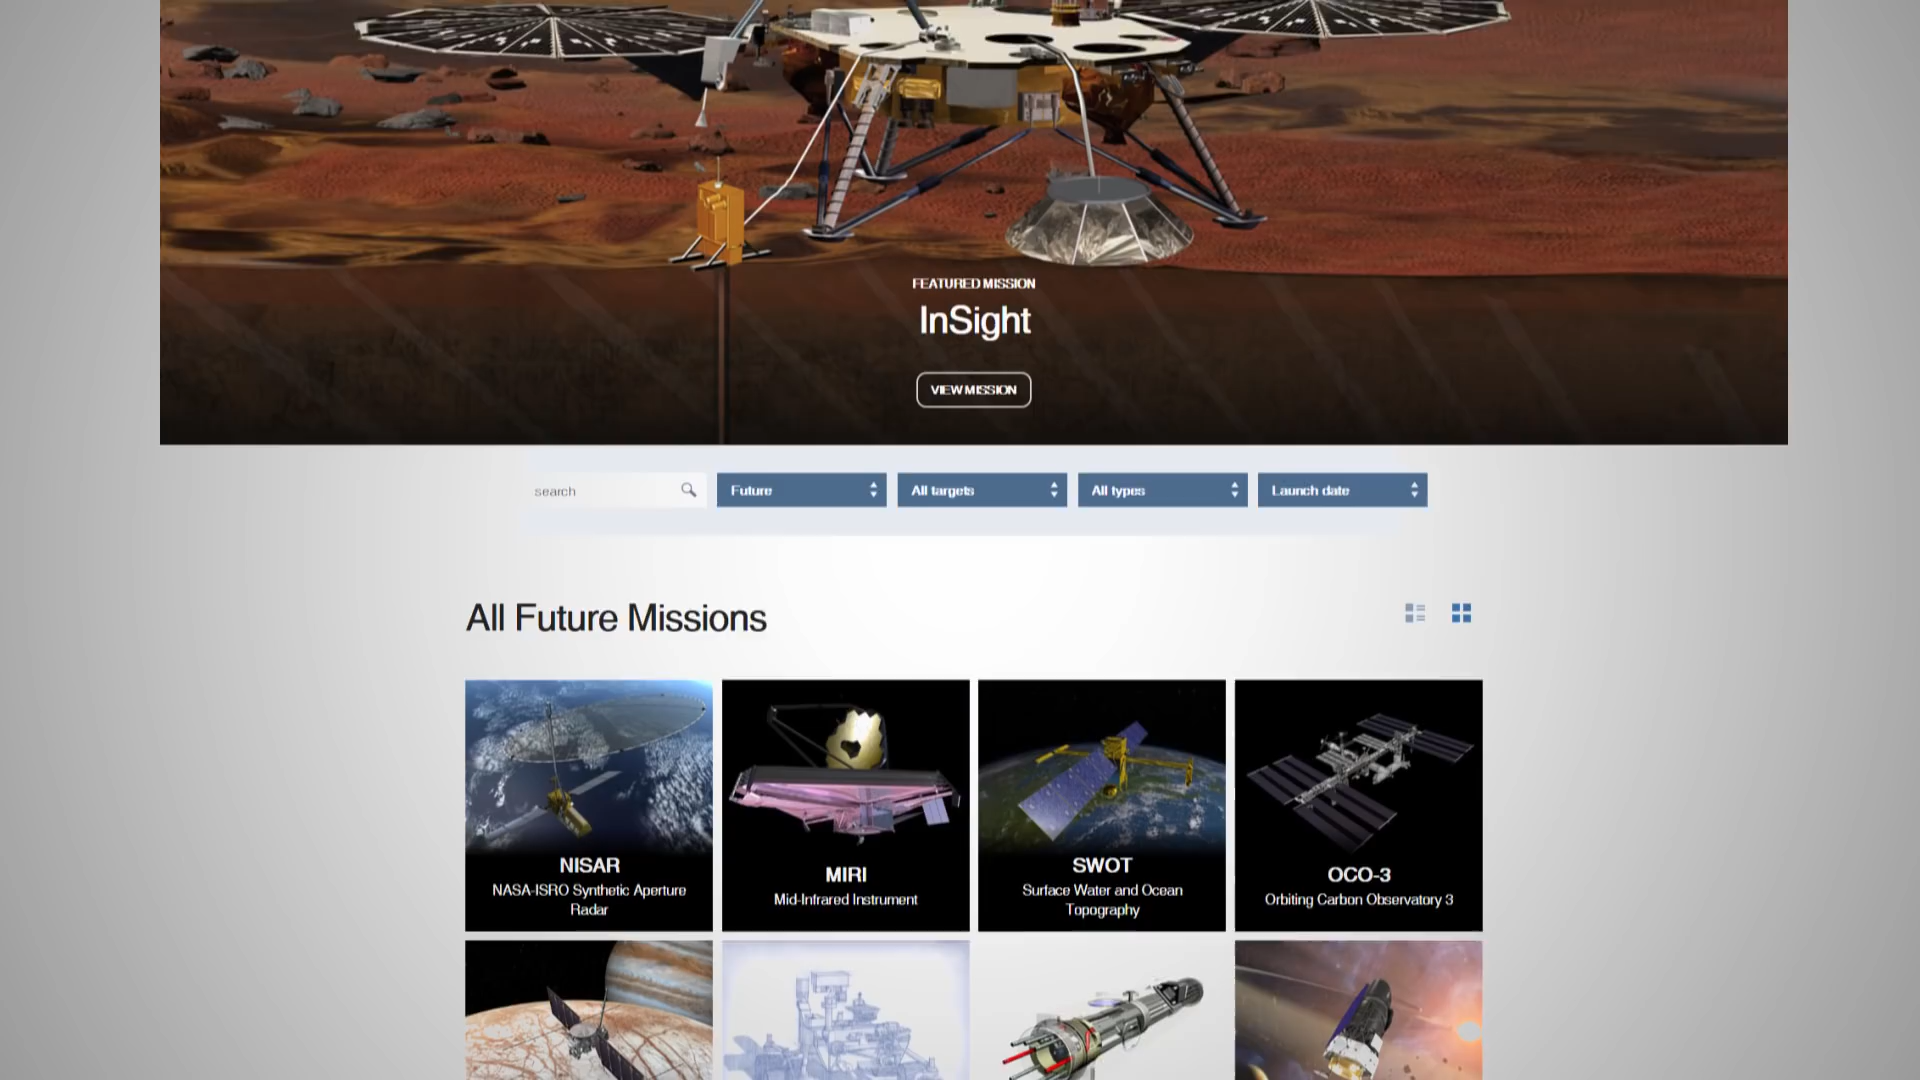 FEATURED MISSION
InSight
VIEW MISSION
search
Future
All targets
All types
Launch date
All Future Missions
NISAR
NASA-ISRO Synthetic Aperture
Radar
MIRI
Mid-Infrared Instrument
SWOT
Surface Water and Ocean
Topography
OCO-3
Orbiting Carbon Observatory 3